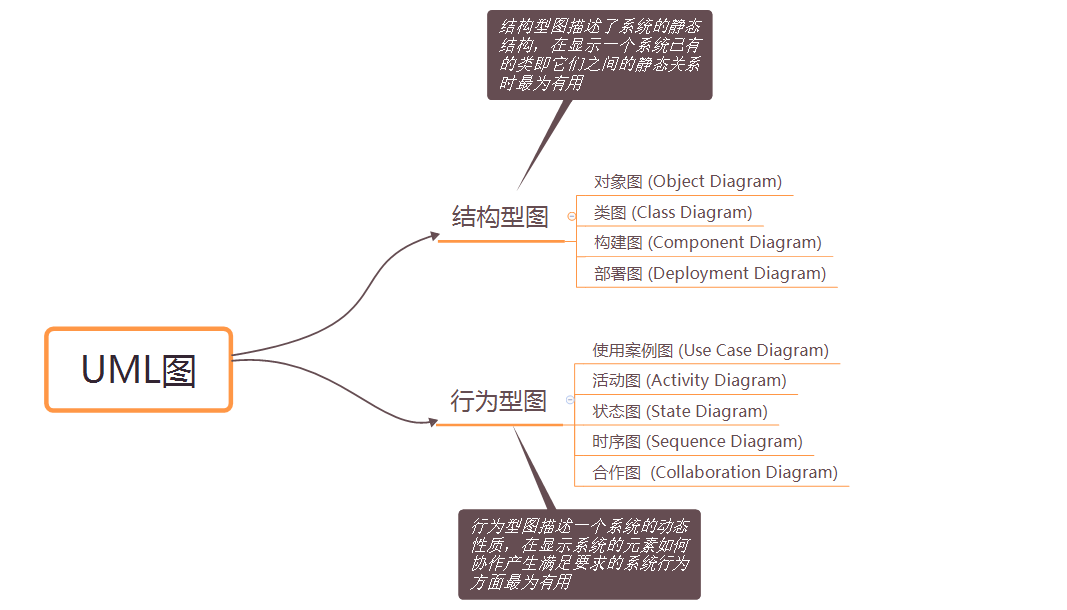 结构型图描述了系统的静态
结构，在显示一个系统已有
的类即它们之间的静态关系
时最为有用
对象图 (Object Diagram)
结构型图
类图 (Class Diagram)
构建图 (Component Diagram)
部署图 (Deployment Diagram)
UML图
使用案例图 (Use Case Diagram)
活动图 (Activity Diagram)
行为型图
状态图 (State Diagram)
时序图 (Sequence Diagram)
合作图 (Collaboration Diagram)
行为型图描述一个系统的动态
性质，在显示系统的元素如何
协作产生满足要求的系统行为
方面最为有用